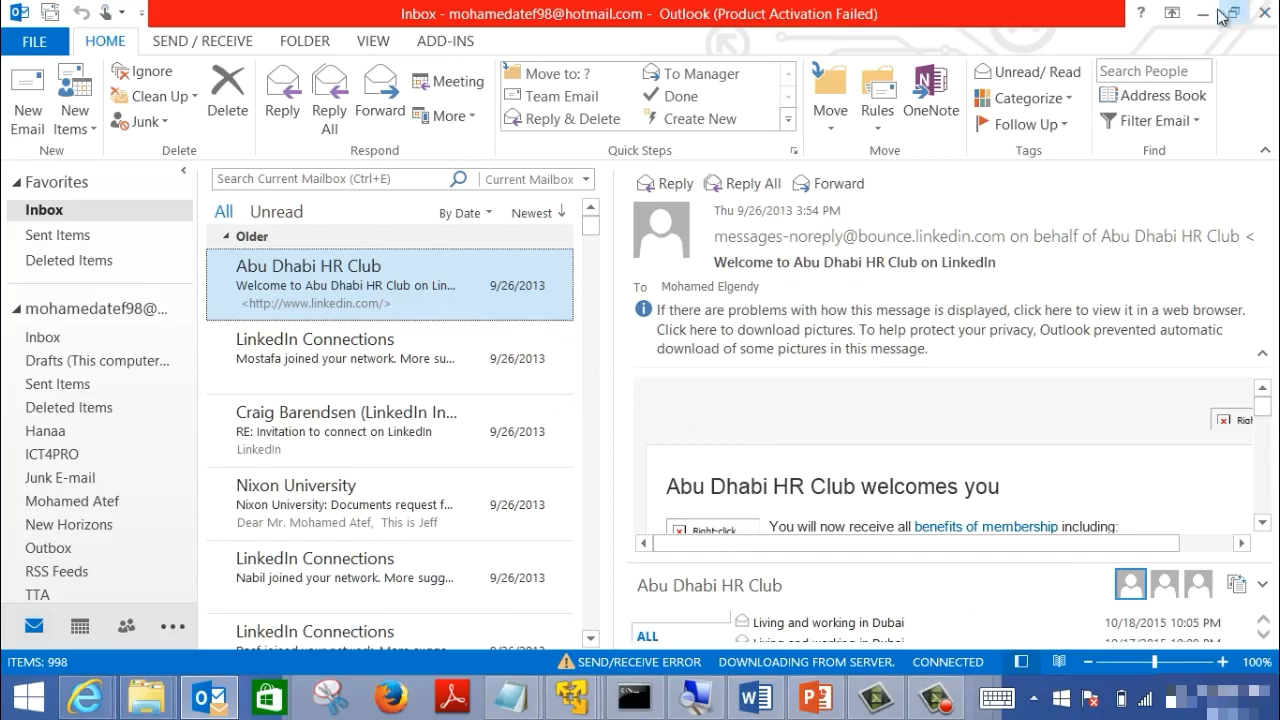 Inbox - mohamedatef98@hotmail.com - Outlook (Product Activation Failed)
FILE HOME SEND / RECEIVE FOLDER VIEW ADD-INS
New Email
New Items
New
Ignore
Clean Up
Junk
Delete
Delete
Reply
Reply All
Forward
Meeting
More
Respond
Move to: ?
Team Email
Reply & Delete
To Manager
Done
Create New
Quick Steps
Move
Rules
OneNote
Move
Unread/ Read
Categorize
Follow Up
Tags
Search People
Address Book
Filter Email
Find
Favorites
Inbox
Sent Items
Deleted Items
mohamedatef98@...
Inbox
Drafts (This computer...
Sent Items
Deleted Items
Hanaa
ICT4PRO
Junk E-mail
Mohamed Atef
New Horizons
Outbox
RSS Feeds
TTA
Search Current Mailbox (Ctrl+E) Current Mailbox
All Unread By Date Newest
Older
Abu Dhabi HR Club
Welcome to Abu Dhabi HR Club on Lin... 9/26/2013
<http://www.linkedin.com/>
LinkedIn Connections
Mostafa joined your network. More su... 9/26/2013
Craig Barendsen (LinkedIn In...
RE: Invitation to connect on LinkedIn 9/26/2013
LinkedIn
Nixon University
Nixon University: Documents request f... 9/26/2013
Dear Mr. Mohamed Atef, This is Jeff
LinkedIn Connections
Nabil joined your network. More sugg... 9/26/2013
LinkedIn Connections
Reply Reply All Forward
Thu 9/26/2013 3:54 PM
messages-noreply@bounce.linkedin.com on behalf of Abu Dhabi HR Club <
Welcome to Abu Dhabi HR Club on LinkedIn
To Mohamed Elgendy
If there are problems with how this message is displayed, click here to view it in a web browser.
Click here to download pictures. To help protect your privacy, Outlook prevented automatic
download of some pictures in this message.
Abu Dhabi HR Club welcomes you
Right-click
You will now receive all benefits of membership including:
Abu Dhabi HR Club
ALL
Living and working in Dubai 10/18/2015 10:05 PM
Living and working in Dubai
ITEMS: 998 SEND/RECEIVE ERROR DOWNLOADING FROM SERVER. CONNECTED 100%